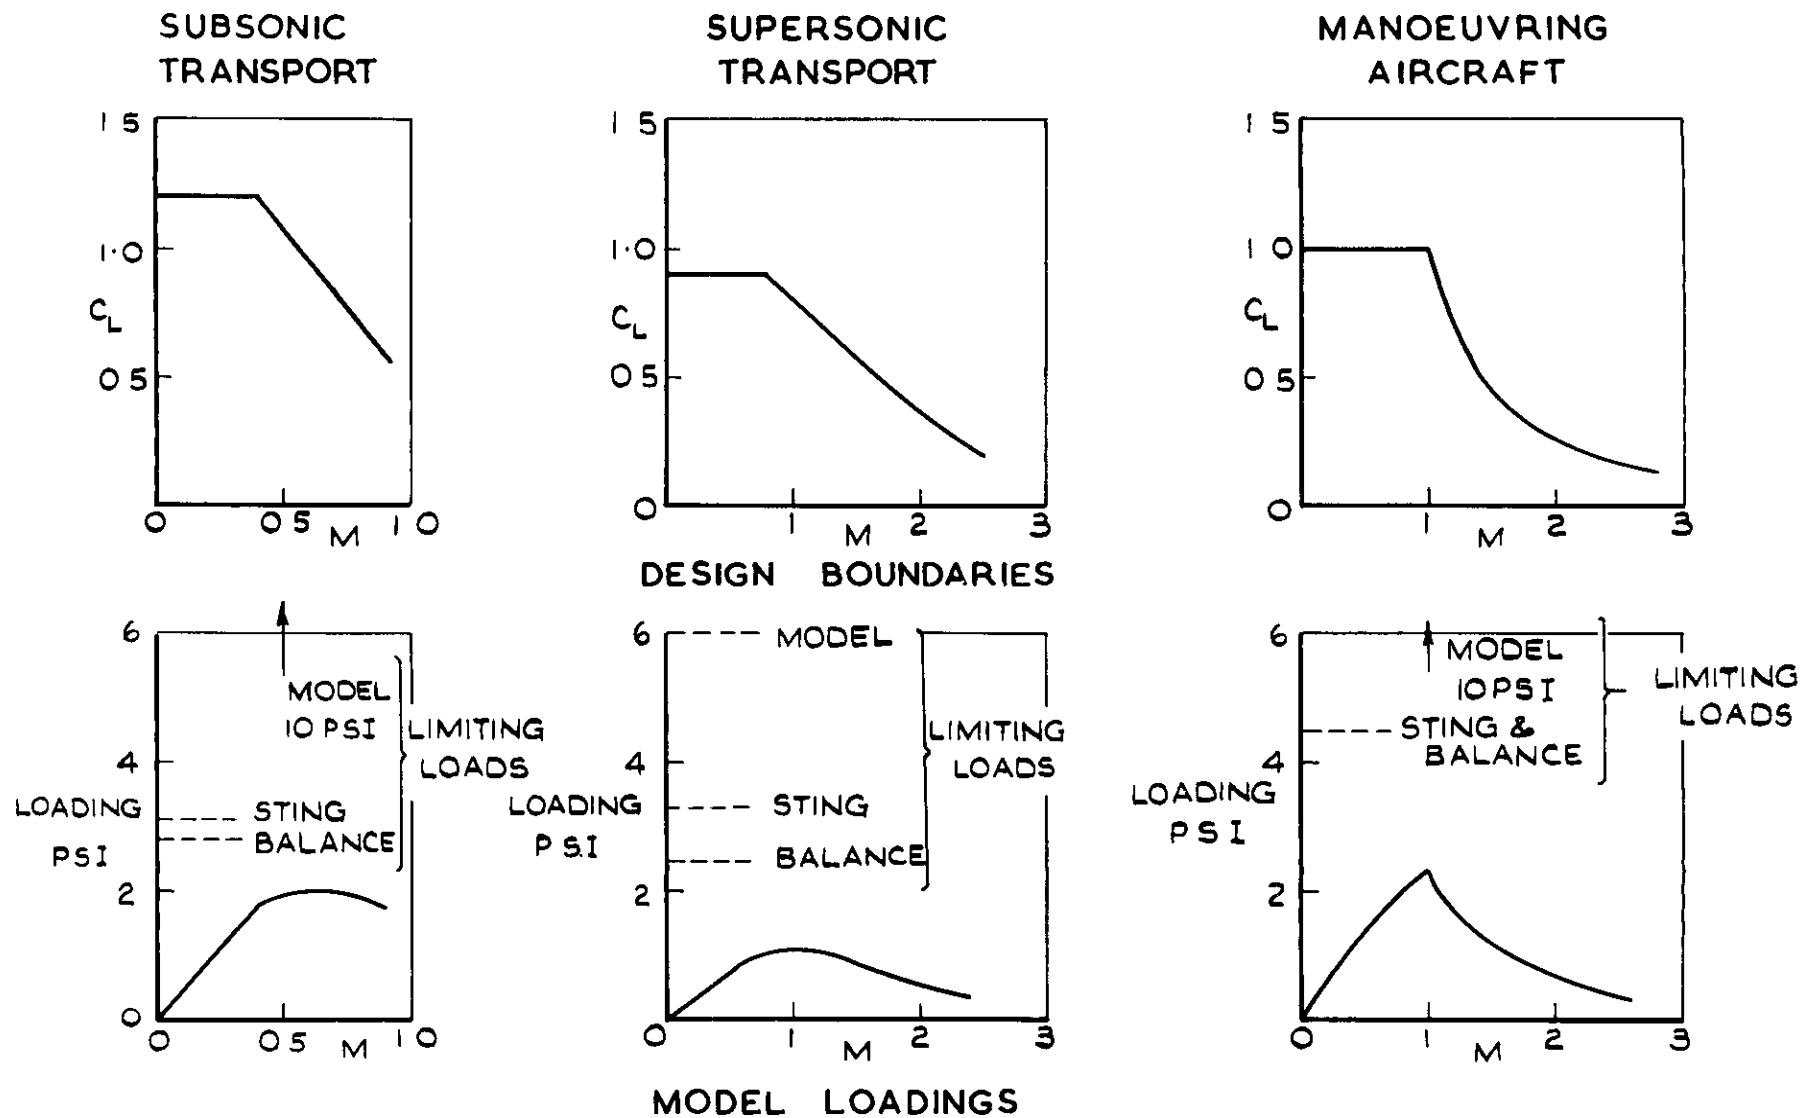 SUBSONIC
TRANSPORT
SUPERSONIC
TRANSPORT
MANOEUVRING
AIRCRAFT
1 5
1·0
CL
0 5
0
0 5
M
1 0
1 5
1·0
CL
0 5
0
1
M
2
3
1 5
1 0
CL
0 5
0
1
M
2
3
DESIGN BOUNDARIES
6
MODEL
10 PSI
LIMITING
LOADS
4
LOADING
PSI
STING
BALANCE
2
0
0
0 5
M
1 0
6
MODEL
LIMITING
LOADS
4
LOADING
P S.I
STING
BALANCE
2
0
1
M
2
3
6
MODEL
10 PSI
LIMITING
LOADS
STING &
BALANCE
4
LOADING
PSI
2
0
1
M
2
3
MODEL LOADINGS